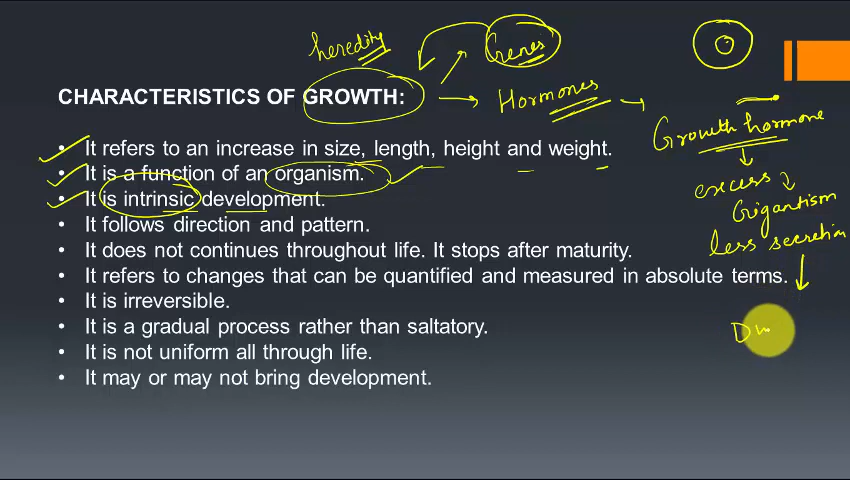 heredity
Genes
CHARACTERISTICS OF GROWTH:
Hormones
Growth hormone
• It refers to an increase in size, length, height and weight.
• It is a function of an organism.
excess
• It is intrinsic development.
Gigantism
• It follows direction and pattern.
less secretion
• It does not continues throughout life. It stops after maturity.
• It refers to changes that can be quantified and measured in absolute terms.
• It is irreversible.
• It is a gradual process rather than saltatory.
• It is not uniform all through life.
• It may or may not bring development.